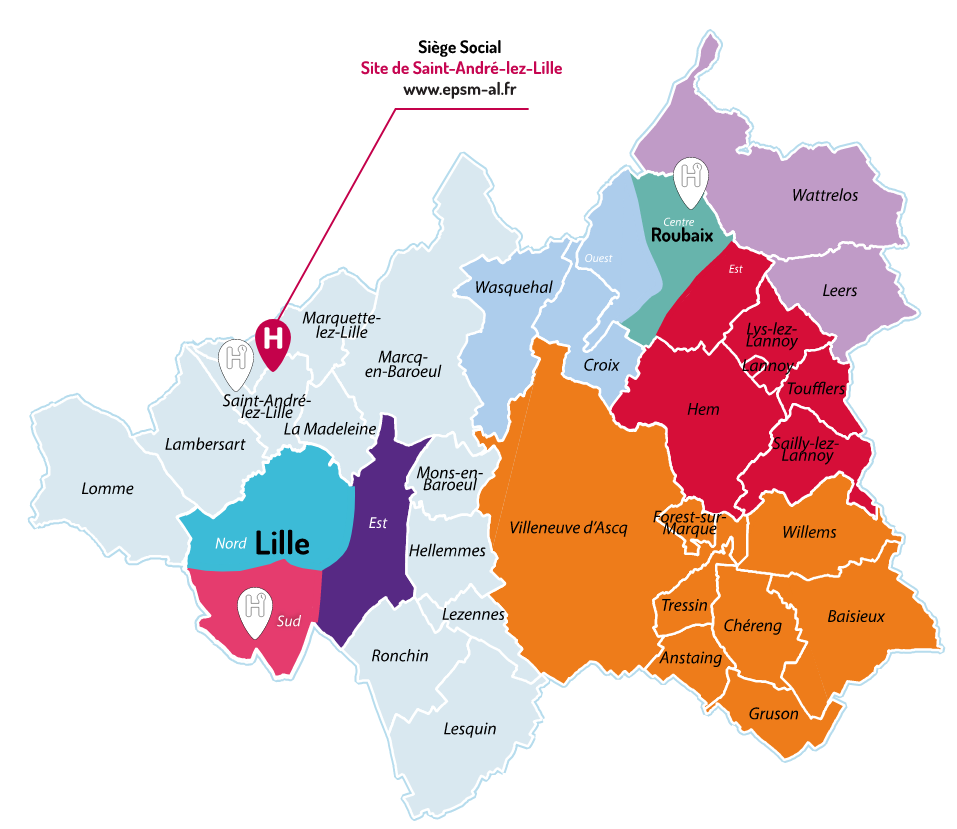 Siège Social
Site de Saint-André-lez-Lille
www.epsm-al.fr
Wattrelos
H
Centre
Roubaix
Ouest
Est
Wasquehal
Leers
Marquette-
lez-Lille
H
H
Lys-lez-
Lannoy
Marcq-
en-Baroeul
Croix
Lannoy
Toufflers
Saint-André-
lez-Lille
Hem
La Madeleine
Lambersart
Sailly-lez-
Lannoy
Mons-en-
Baroeul
Lomme
Est
Villeneuve d'Ascq
Forest-sur-
Marque
Willems
Nord
Lille
Hellemmes
H
Sud
Lezennes
Tressin
Chéreng
Baisieux
Ronchin
Anstaing
Gruson
Lesquin